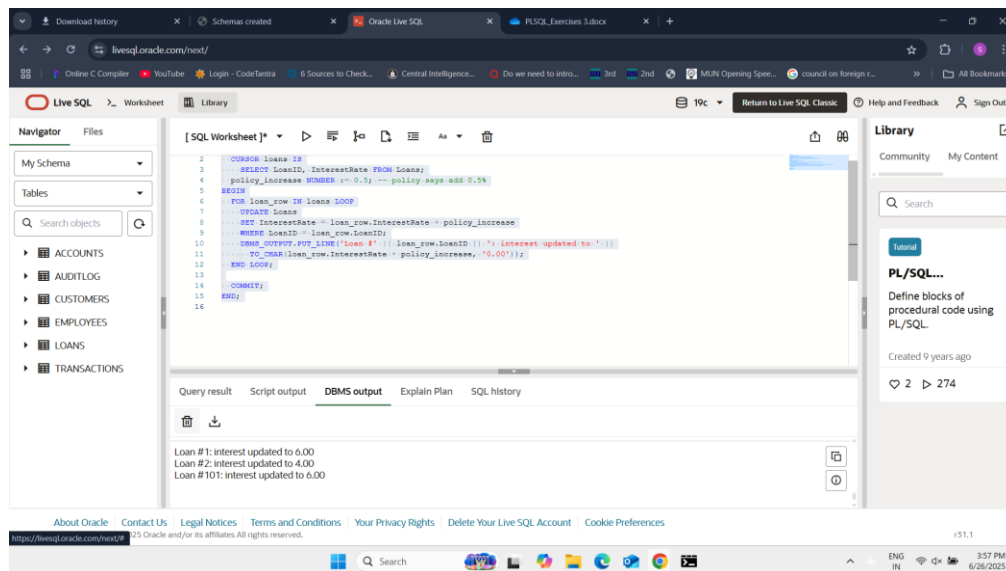 Download history
Schemas created
Oracle Live SQL
PLSQL_Exercises 3.docx
livesql.oracle.com/next/
Online C Compiler
YouTube
Login - CodeTantra
6 Sources to Check...
Central Intelligence...
Do we need to intro...
3rd
2nd
MUN Opening Spee...
council on foreign r...
All Bookmark
Live SQL
Worksheet
Library
19c
Return to Live SQL Classic
Help and Feedback
Sign Out
Navigator
Files
My Schema
Tables
Search objects
ACCOUNTS
AUDITLOG
CUSTOMERS
EMPLOYEES
LOANS
TRANSACTIONS
[ SQL Worksheet ]*
Aa
2 CURSOR loans IS
3 SELECT LoanID, InterestRate FROM Loans;
4 policy_increase NUMBER := 0.5; -- policy says add 0.5%
5 BEGIN
6 FOR loan_row IN loans LOOP
7 UPDATE Loans
8 SET InterestRate = loan_row.InterestRate + policy_increase
9 WHERE LoanID = loan_row.LoanID;
10 DBMS_OUTPUT.PUT_LINE('Loan #' || loan_row.LoanID || ': interest updated to ' ||
11 TO_CHAR(loan_row.InterestRate + policy_increase, '0.00'));
12 END LOOP;
13
14 COMMIT;
15 END;
16
Query result
Script output
DBMS output
Explain Plan
SQL history
Loan #1: interest updated to 6.00
Loan #2: interest updated to 4.00
Loan #101: interest updated to 6.00
Library
Community
My Content
Search
Tutorial
PL/SQL...
Define blocks of
procedural code using
PL/SQL.
Created 9 years ago
2
274
About Oracle
Contact Us
Legal Notices
Terms and Conditions
Your Privacy Rights
Delete Your Live SQL Account
Cookie Preferences
https://livesql.oracle.com/next/#
2025 Oracle and/or its affiliates All rights reserved.
Search
ENG
IN
3:57 PM
6/26/2025